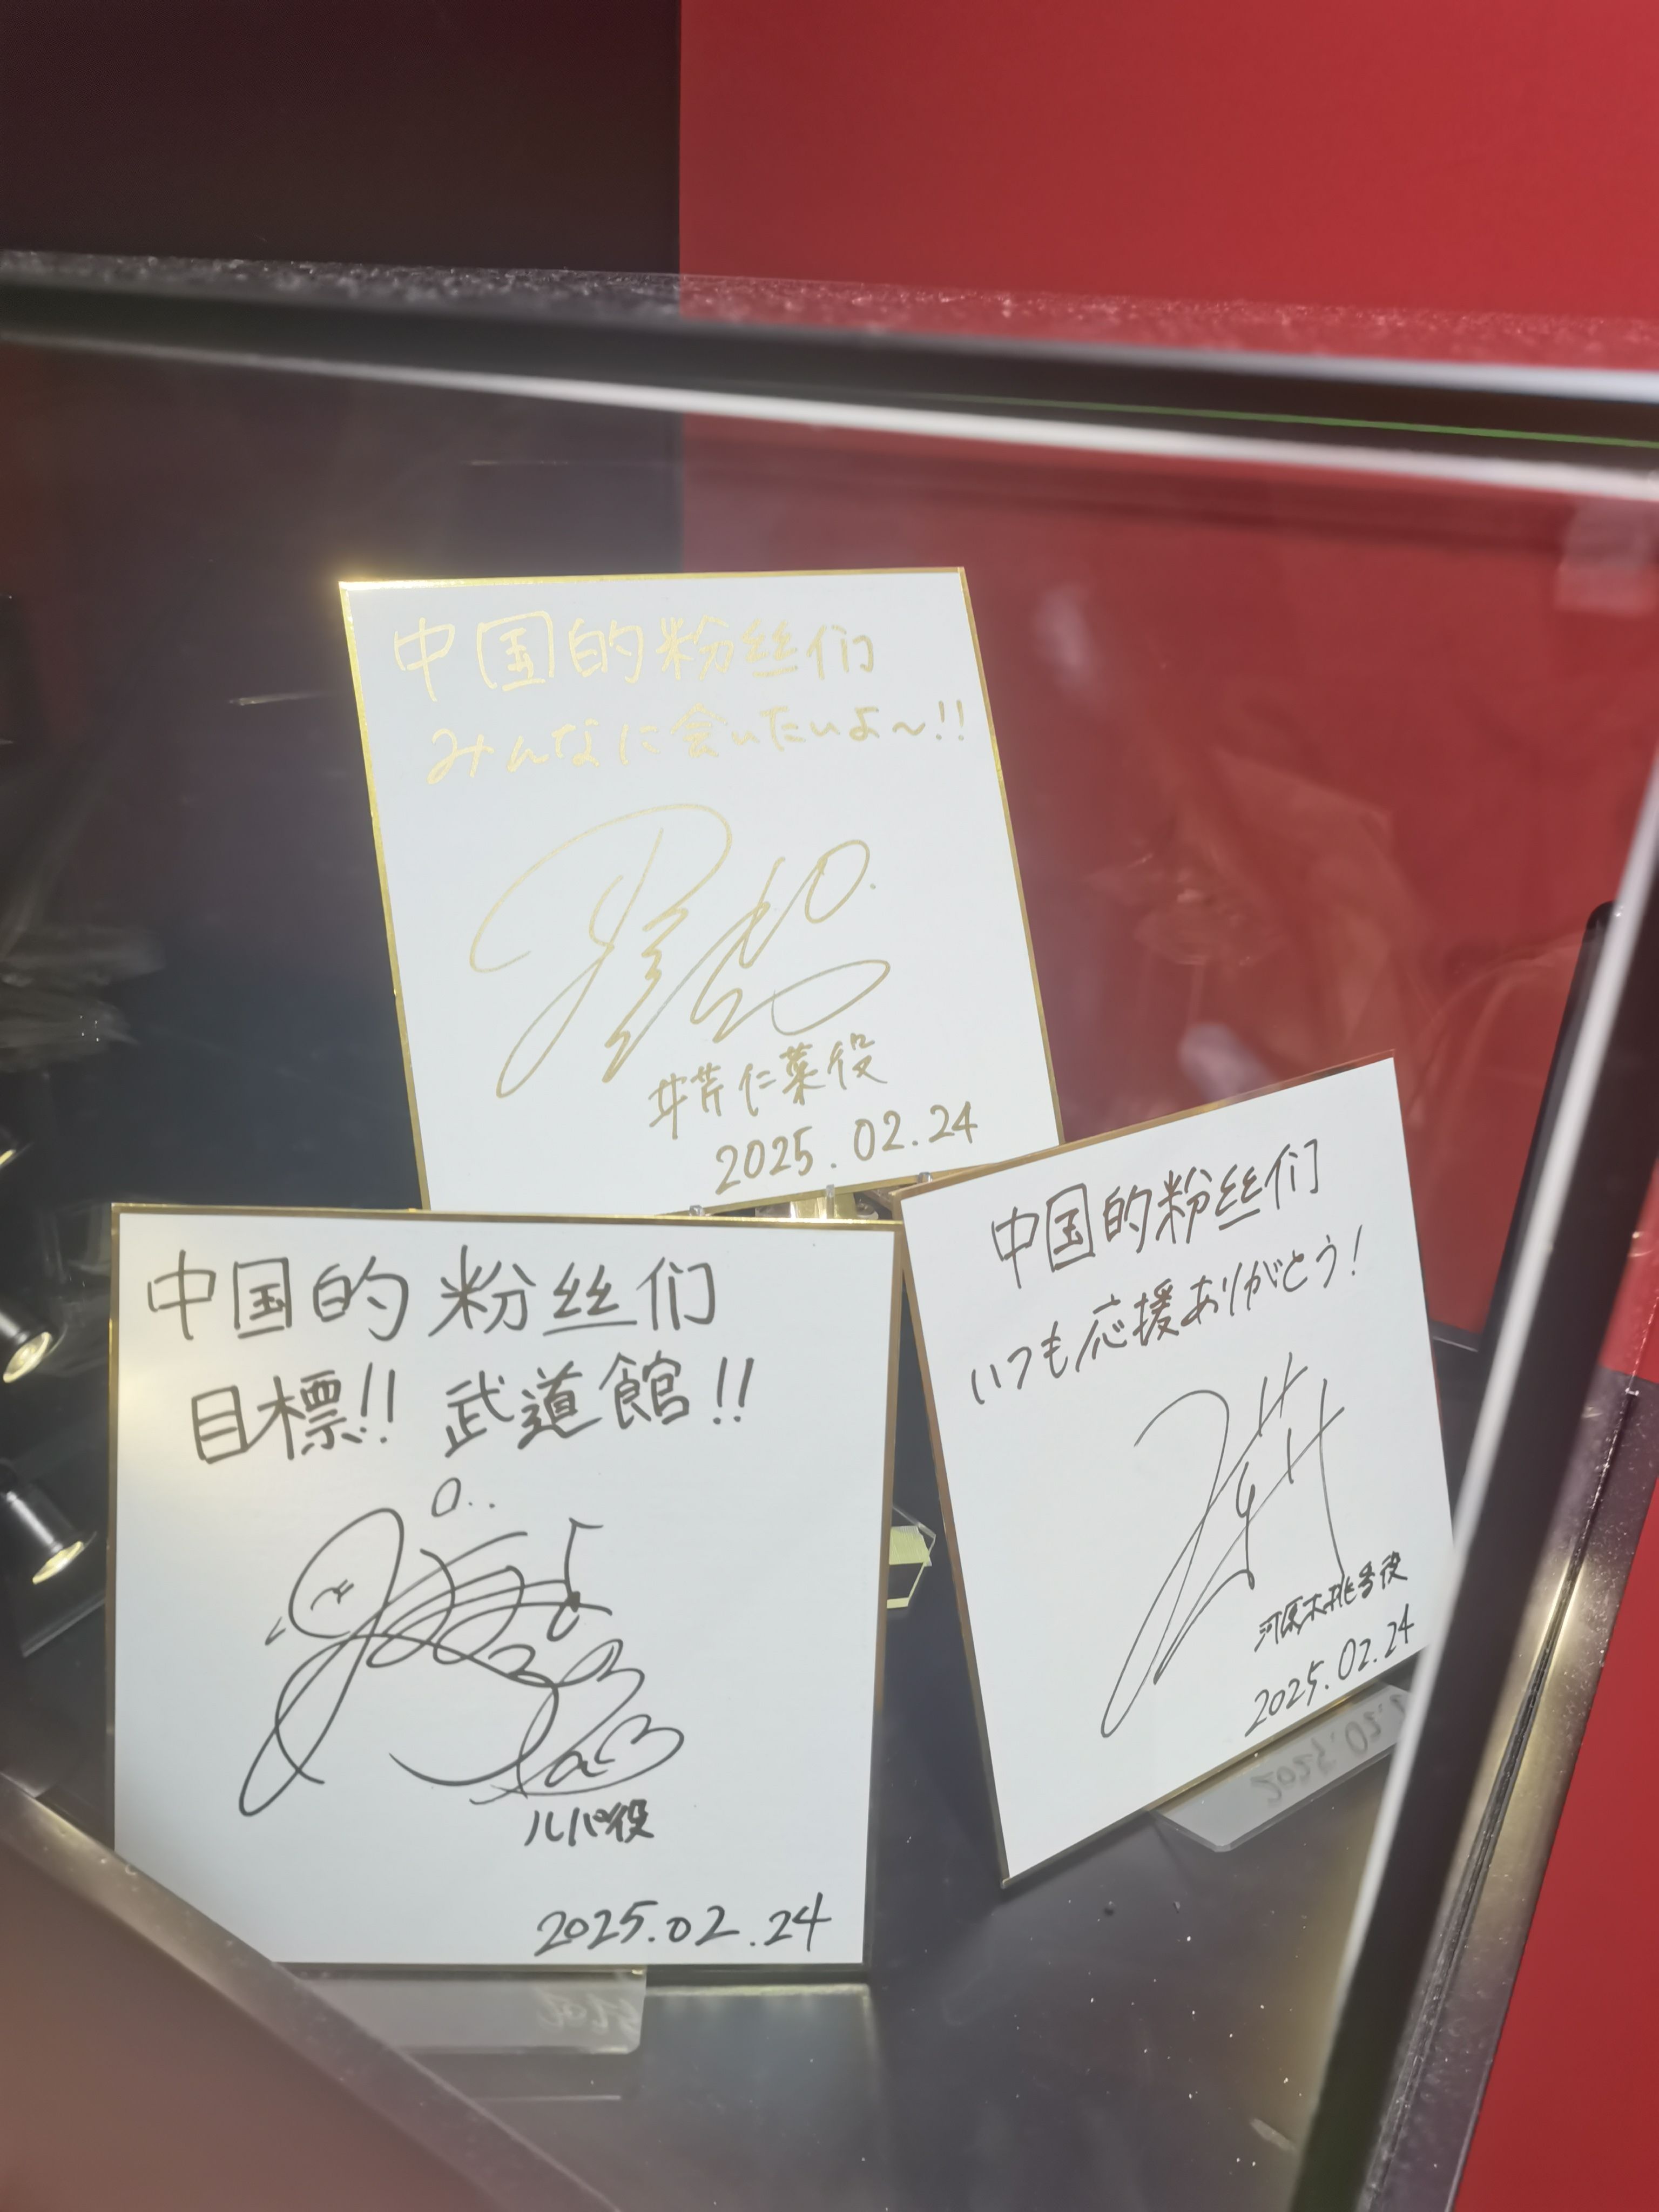 中国的粉丝们
みんなに会いたいよ〜!!
井芹仁菜役
2025.02.24
中国的粉丝们
目標!! 武道館!!
ルパ役
2025.02.24
中国的粉丝们
いつも応援ありがとう!
河原木桃香役
2025.02.24